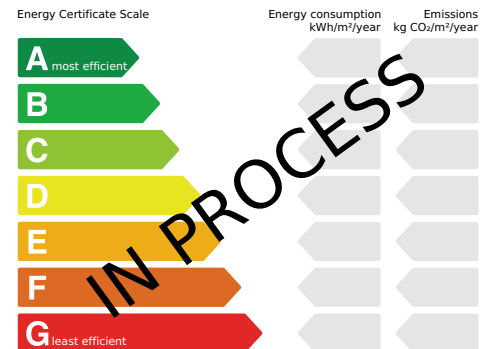 Energy Certificate Scale
Energy consumption
kWh/m²/year
Emissions
kg CO₂/m²/year
A most efficient
B
C
D
E
F
G least efficient
IN PROCESS